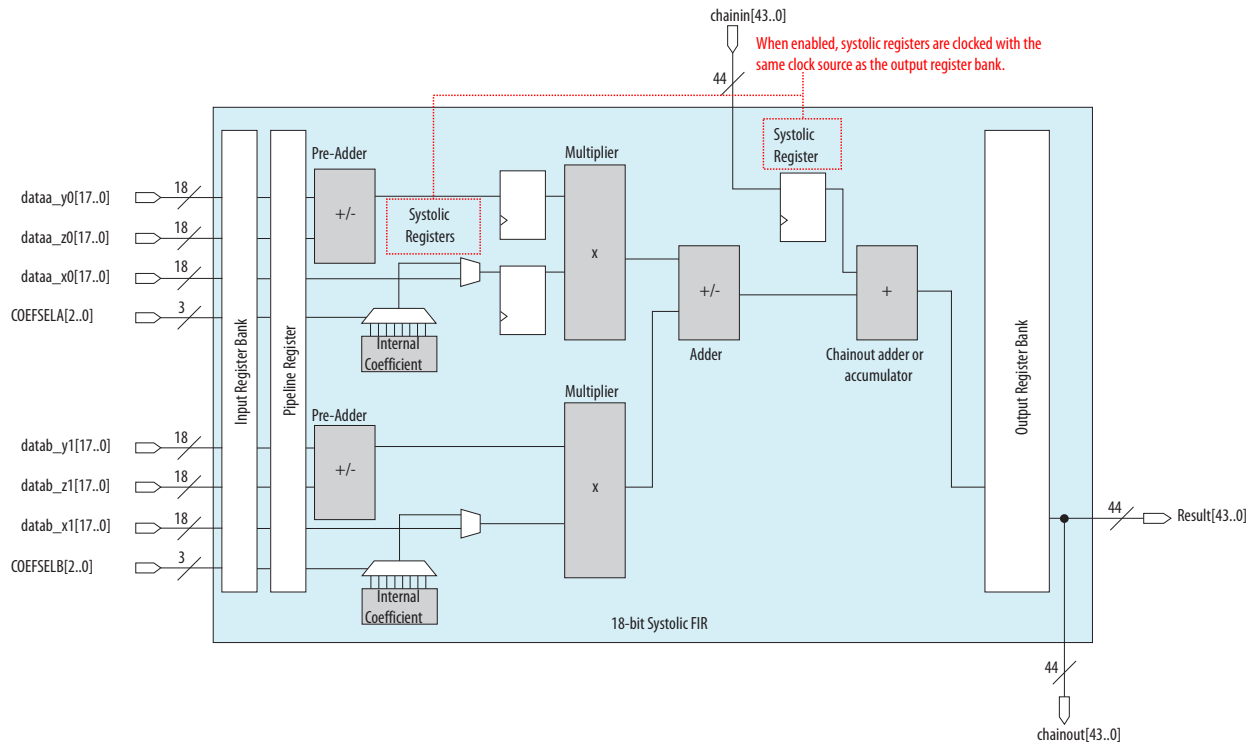 chainin[43..0]
When enabled, systolic registers are clocked with the
same clock source as the output register bank.
44
Systolic
Register
Pre-Adder
Multiplier
dataa_y0[17..0]
18
+/-
Systolic
Registers
dataa_z0[17..0]
18
dataa_x0[17..0]
18
x
+/-
+
COEFSELA[2..0]
3
Internal
Coefficient
Adder
Chainout adder or
accumulator
Input Register Bank
Pipeline Register
Output Register Bank
Multiplier
Pre-Adder
datab_y1[17..0]
18
+/-
datab_z1[17..0]
18
x
datab_x1[17..0]
18
44
Result[43..0]
COEFSELB[2..0]
3
Internal
Coefficient
18-bit Systolic FIR
44
chainout[43..0]